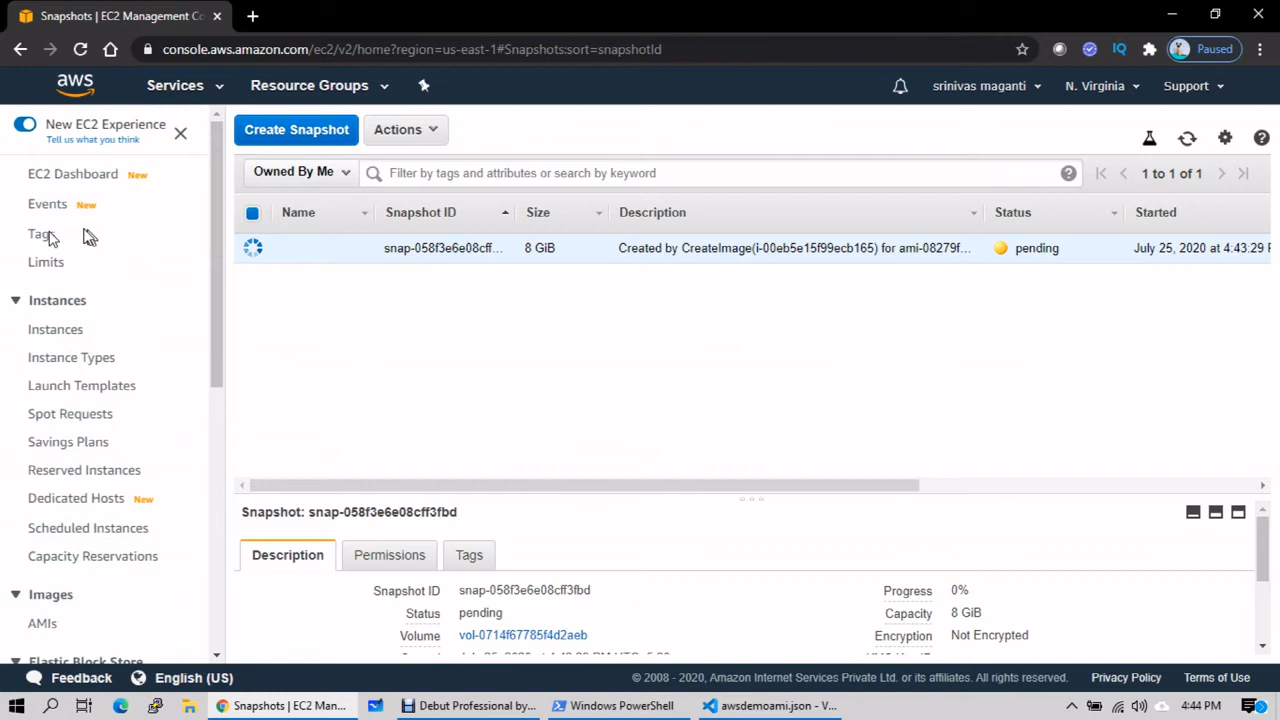 Snapshots | EC2 Management Co
console.aws.amazon.com/ec2/v2/home?region=us-east-1#Snapshots:sort=snapshotId
IQ
Paused
aws
Services
Resource Groups
srinivas maganti
N. Virginia
Support
New EC2 Experience
Tell us what you think
EC2 Dashboard New
Events New
Tags
Limits
Instances
Instances
Instance Types
Launch Templates
Spot Requests
Savings Plans
Reserved Instances
Dedicated Hosts New
Scheduled Instances
Capacity Reservations
Images
AMIs
Elastic Block Store
Create Snapshot
Actions
Owned By Me
Filter by tags and attributes or search by keyword
1 to 1 of 1
Name Snapshot ID Size Description Status Started
snap-058f3e6e08cff... 8 GiB Created by CreateImage(i-00eb5e15f99ecb165) for ami-08279f... pending July 25, 2020 at 4:43:29
Snapshot: snap-058f3e6e08cff3fbd
Description Permissions Tags
Snapshot ID snap-058f3e6e08cff3fbd Progress 0%
Status pending Capacity 8 GiB
Volume vol-0714f67785f4d2aeb Encryption Not Encrypted
Feedback English (US) © 2008 - 2020, Amazon Internet Services Private Ltd. or its affiliates. All rights reserved. Privacy Policy Terms of Use
Snapshots | EC2 Man...
Debut Professional by...
Windows PowerShell
awsdemoami.json - V...
4:44 PM